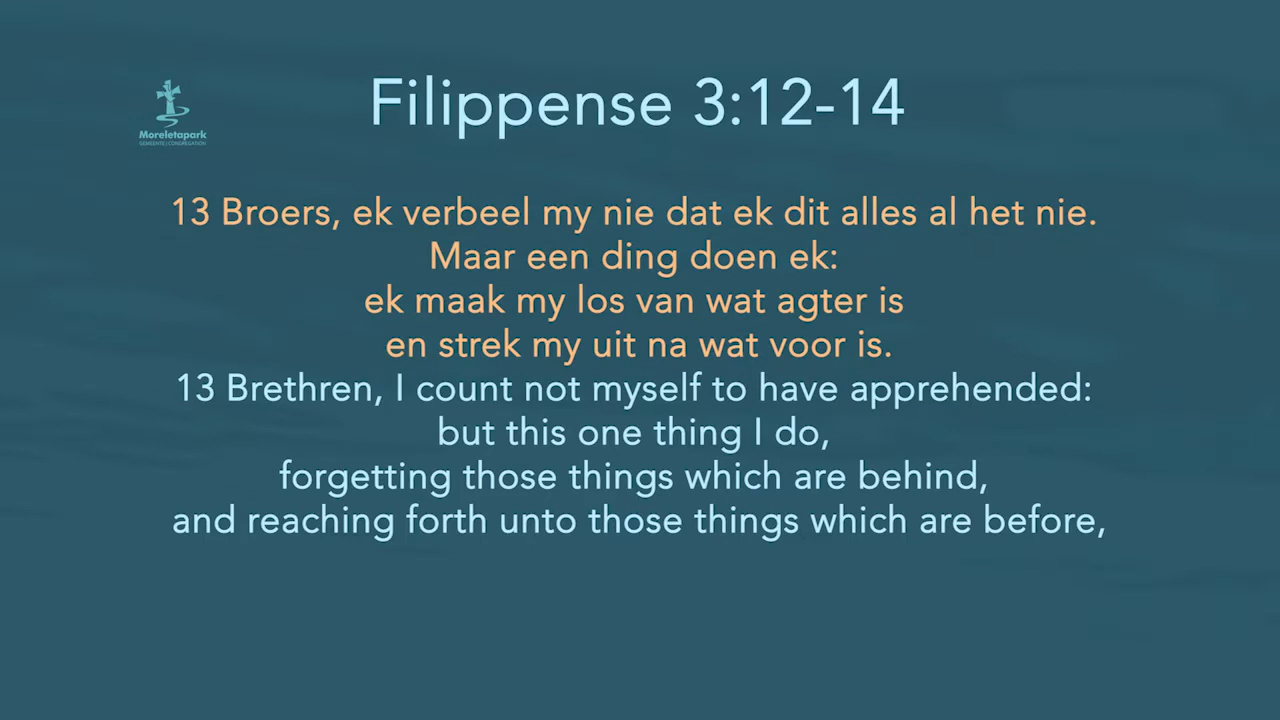 Filippense 3:12-14
Moreletapark
GEMEENTE | CONGREGATION
13 Broers, ek verbeel my nie dat ek dit alles al het nie.
Maar een ding doen ek:
ek maak my los van wat agter is
en strek my uit na wat voor is.
13 Brethren, I count not myself to have apprehended:
but this one thing I do,
forgetting those things which are behind,
and reaching forth unto those things which are before,